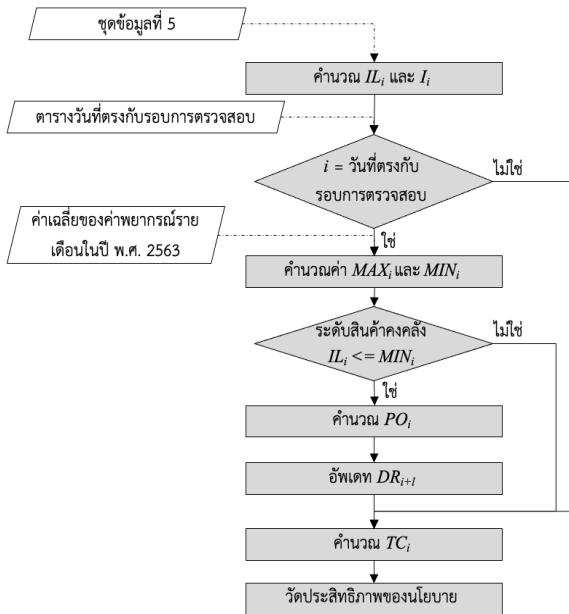 ชุดข้อมูลที่ 5
คำนวณ ILi และ Ii
ตารางวันที่ตรงกับรอบการตรวจสอบ
i = วันที่ตรงกับ
รอบการตรวจสอบ
ไม่ใช่
ค่าเฉลี่ยของค่าพยากรณ์ราย
เดือนในปี พ.ศ. 2563
ใช่
คำนวณค่า MAXi และ MINi
ระดับสินค้าคงคลัง
ILi <= MINi
ไม่ใช่
ใช่
คำนวณ POi
อัพเดท DRi+l
คำนวณ TCi
วัดประสิทธิภาพของนโยบาย